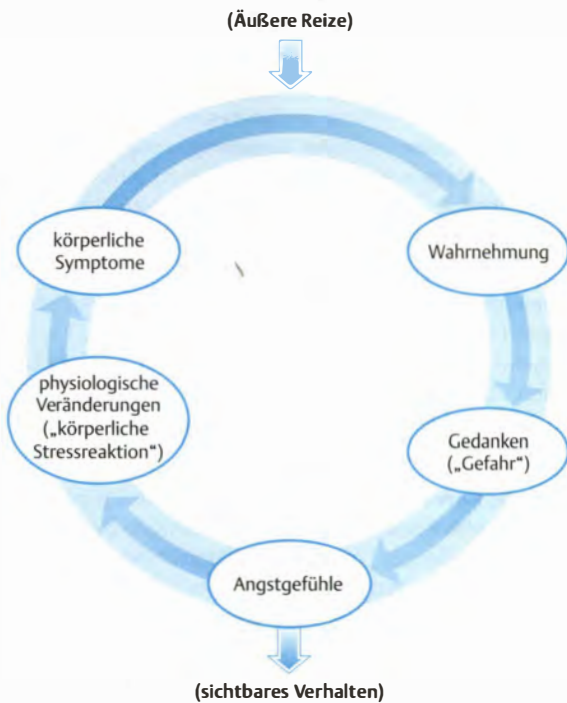 (Äußere Reize)
körperliche
Symptome
Wahrnehmung
physiologische
Veränderungen
(„körperliche
Stressreaktion“)
Gedanken
(„Gefahr“)
Angstgefühle
(sichtbares Verhalten)